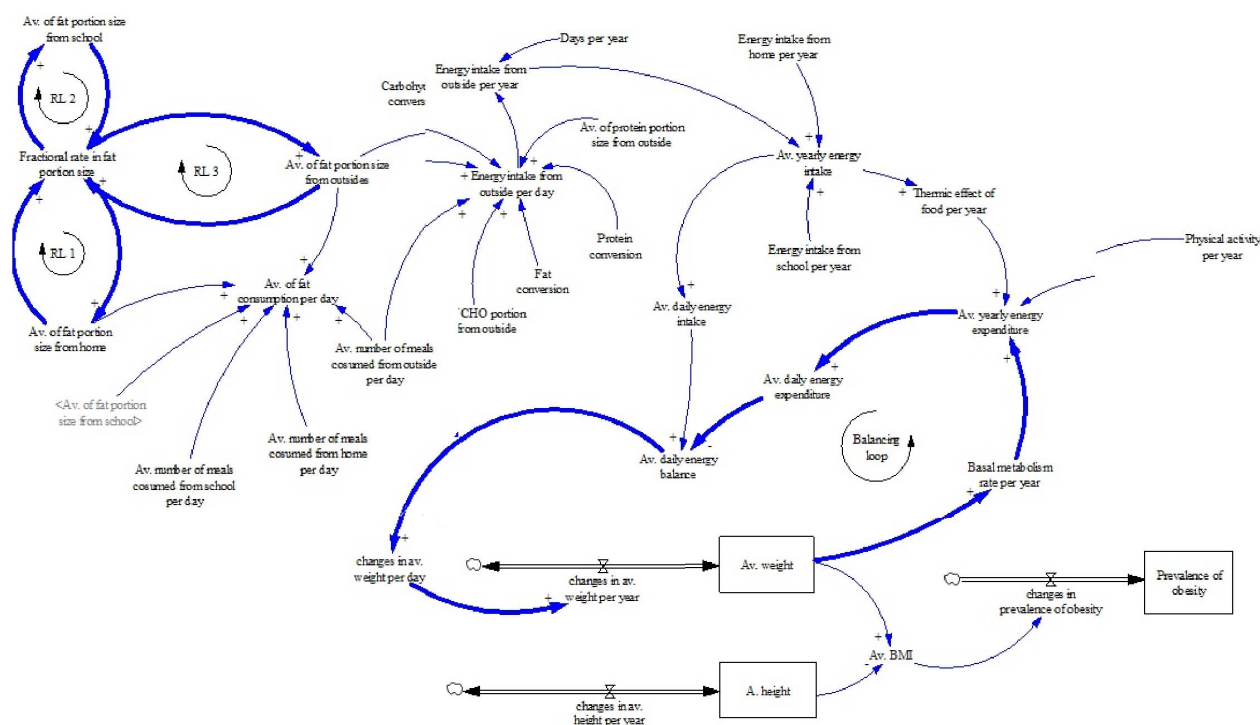 Av. of fat portion size
from school
RL 2
Fractional rate in fat
portion size
RL 3
Av. of fat portion size
from outsides
RL 1
Av. of fat portion
size from home
Av. of fat
consumption per day
<Av. of fat portion
size from school>
Av. number of meals
cosumed from school
per day
Av. number of meals
cosumed from home
per day
Av. number of meals
cosumed from outside
per day
Days per year
Energy intake from
outside per year
Carbohy
convers
Av. of protein portion
size from outside
Energy intake from
outside per day
Protein
conversion
Fat
conversion
CHO portion
from outside
Energy intake from
home per year
Av. yearly energy
intake
Energy intake from
school per year
Thermic effect of
food per year
Physical activity
per year
Av. daily energy
intake
Av. yearly energy
expenditure
Av. daily energy
expenditure
Balancing
loop
Av. daily energy
balance
Basal metabolism
rate per year
changes in av.
weight per day
changes in av.
weight per year
Av. weight
changes in
prevalence of obesity
Prevalence of
obesity
Av. BMI
A. height
changes in av.
height per year